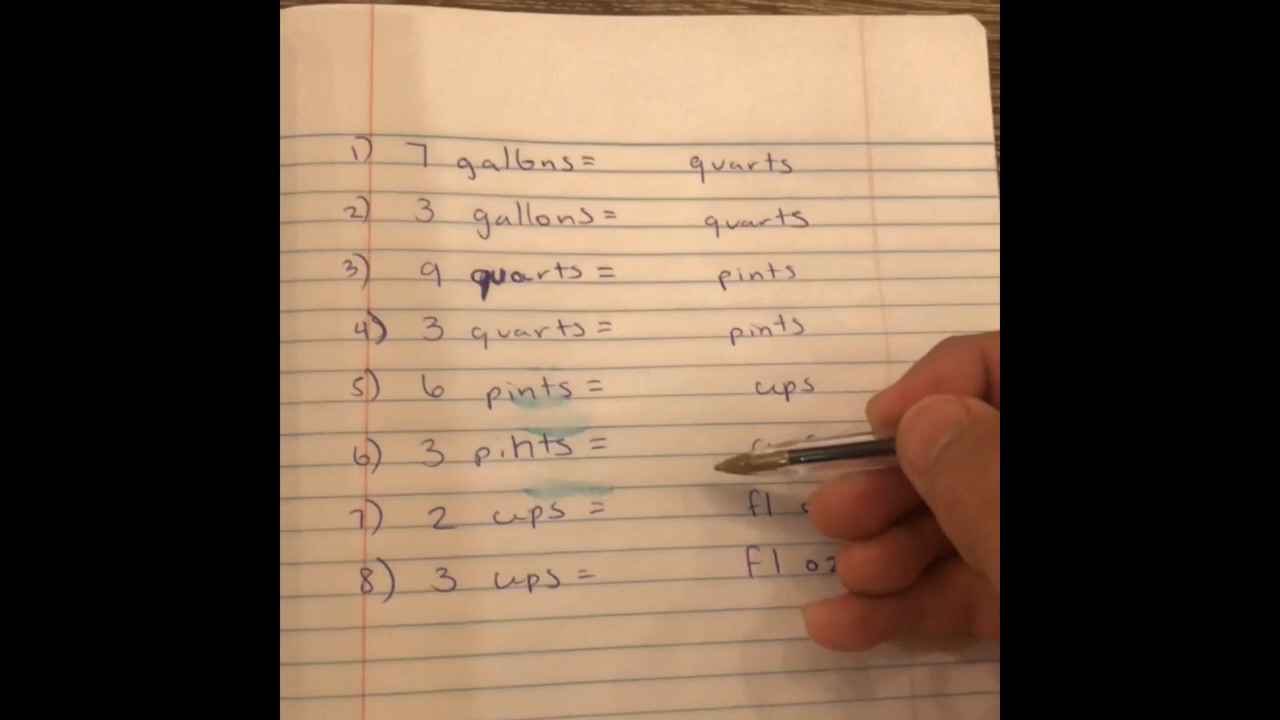 1) 7 gallons = quarts
2) 3 gallons = quarts
3) 9 quarts = pints
4) 3 quarts = pints
5) 6 pints = cups
6) 3 pints =
7) 2 cups = fl
8) 3 cups = fl oz